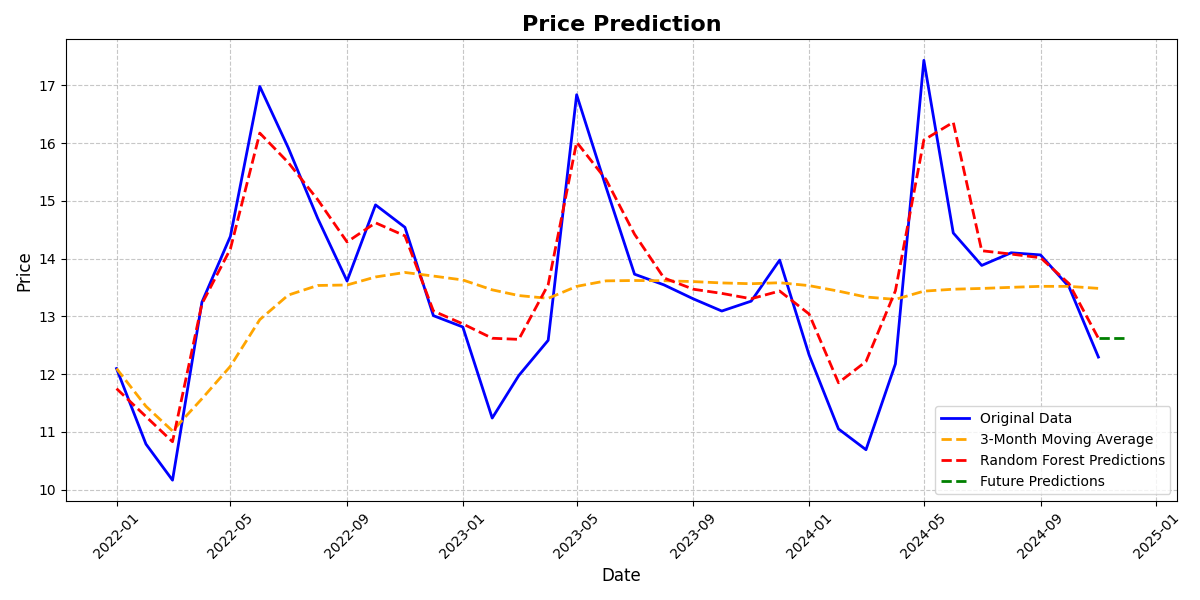 Price Prediction
Price
17
16
15
14
13
12
11
10
Original Data
3-Month Moving Average
Random Forest Predictions
Future Predictions
2022-01
2022-05
2022-09
2023-01
2023-05
2023-09
2024-01
2024-05
2024-09
2025-01
Date